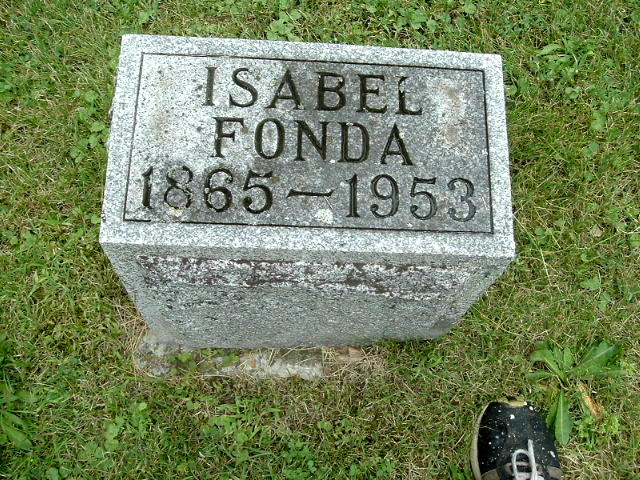 ISABEL
FONDA
1865 — 1953